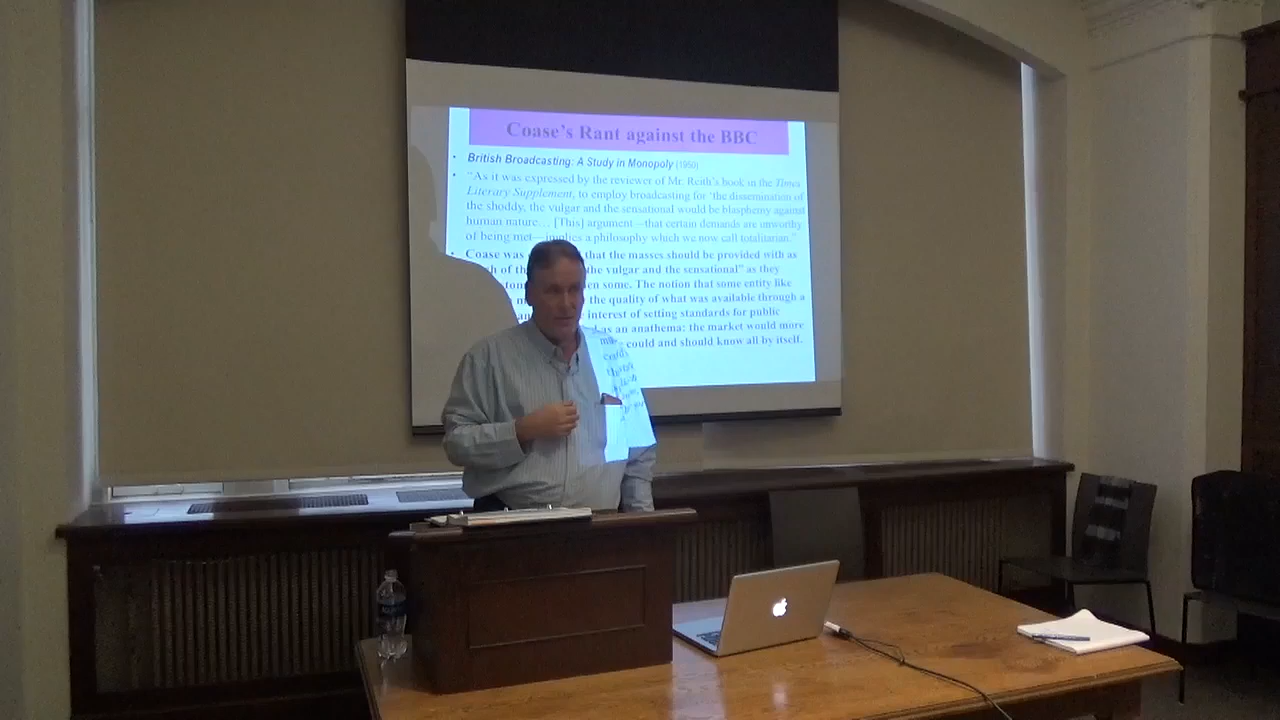 Coase's Rant against the BBC
• British Broadcasting: A Study in Monopoly (1950)
• "As it was expressed by the reviewer of Mr. Reith's book in the Times
Literary Supplement, to employ broadcasting for 'the dissemination of
the shoddy, the vulgar and the sensational would be blasphemy against
human nature… [This] argument—that certain demands are unworthy
of being met—implies a philosophy which we now call totalitarian."
• Coase was that the masses should be provided with as
of the the vulgar and the sensational" as they
some. The notion that some entity like
the quality of what was available through a
interest of setting standards for public
as an anathema: the market would more
could and should know all by itself.